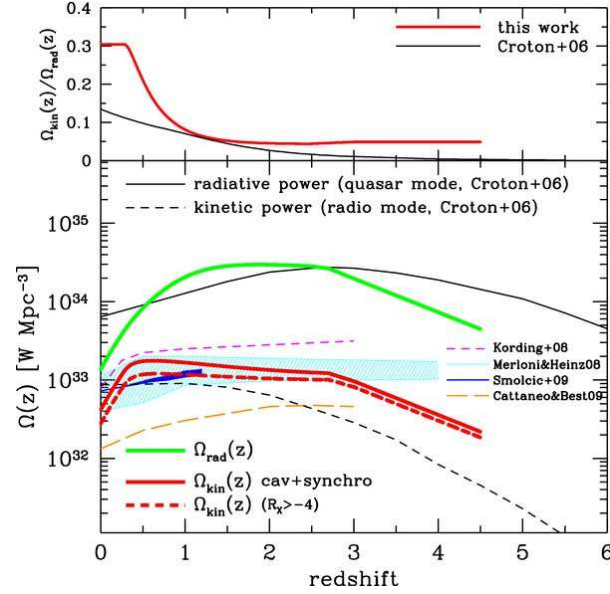 0.4
0.3
0.2
0.1
0
Ω_kin(z)/Ω_rad(z)
this work
Croton+06
radiative power (quasar mode, Croton+06)
kinetic power (radio mode, Croton+06)
10^35
10^34
10^33
10^32
Ω(z) [W Mpc^-3]
Kording+08
Merloni&Heinz08
Smolcic+09
Cattaneo&Best09
Ω_rad(z)
Ω_kin(z) cav+synchro
Ω_kin(z) (R_X>-4)
0 1 2 3 4 5 6
redshift